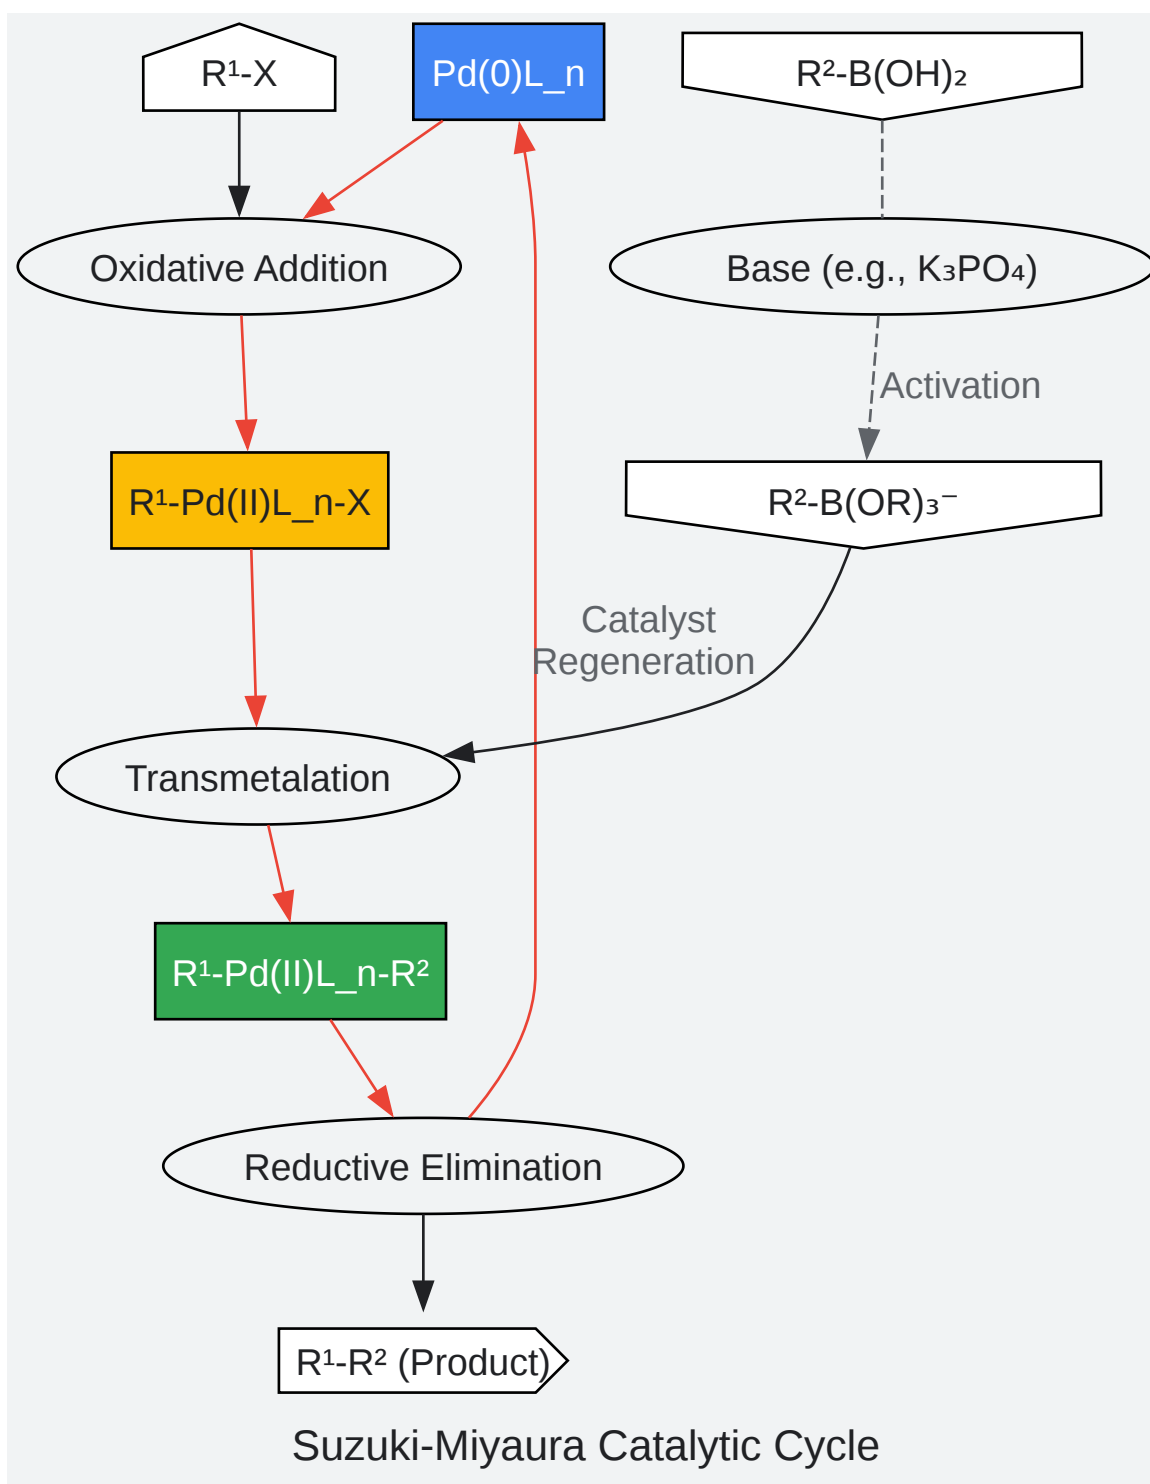 R¹-X
Pd(0)L_n
R²-B(OH)₂
Oxidative Addition
Base (e.g., K₃PO₄)
Activation
R¹-Pd(II)L_n-X
R²-B(OR)₃⁻
Catalyst
Regeneration
Transmetalation
R¹-Pd(II)L_n-R²
Reductive Elimination
R¹-R² (Product)
Suzuki-Miyaura Catalytic Cycle